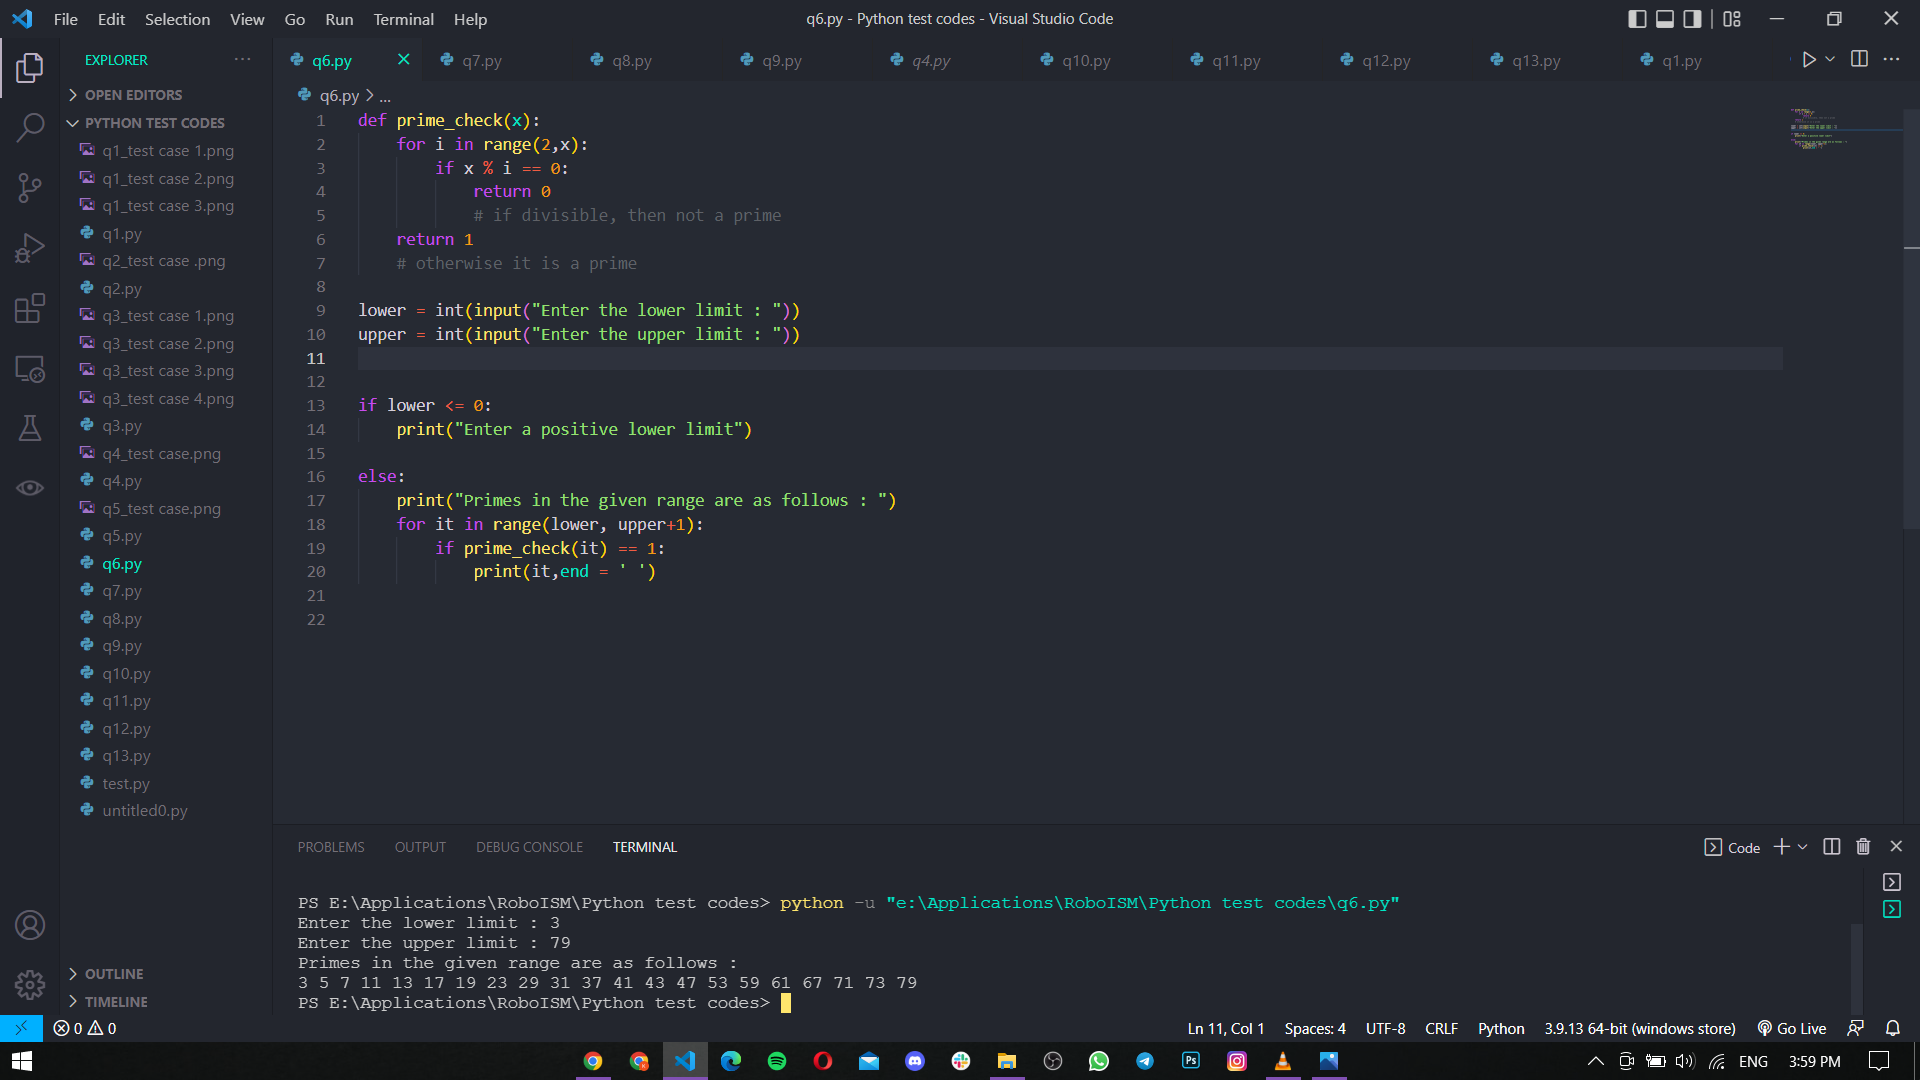 File Edit Selection View Go Run Terminal Help
q6.py - Python test codes - Visual Studio Code
EXPLORER
q6.py q7.py q8.py q9.py q4.py q10.py q11.py q12.py q13.py q1.py
OPEN EDITORS
PYTHON TEST CODES
q1_test case 1.png
q1_test case 2.png
q1_test case 3.png
q1.py
q2_test case .png
q2.py
q3_test case 1.png
q3_test case 2.png
q3_test case 3.png
q3_test case 4.png
q3.py
q4_test case.png
q4.py
q5_test case.png
q5.py
q6.py
q7.py
q8.py
q9.py
q10.py
q11.py
q12.py
q13.py
test.py
untitled0.py
OUTLINE
TIMELINE
q6.py > ...
1 def prime_check(x):
2     for i in range(2,x):
3         if x % i == 0:
4             return 0
5             # if divisible, then not a prime
6     return 1
7     # otherwise it is a prime
8
9 lower = int(input("Enter the lower limit : "))
10 upper = int(input("Enter the upper limit : "))
11
12
13 if lower <= 0:
14     print("Enter a positive lower limit")
15
16 else:
17     print("Primes in the given range are as follows : ")
18     for it in range(lower, upper+1):
19         if prime_check(it) == 1:
20             print(it,end = ' ')
21
22
PROBLEMS OUTPUT DEBUG CONSOLE TERMINAL
Code
PS E:\Applications\RoboISM\Python test codes> python -u "e:\Applications\RoboISM\Python test codes\q6.py"
Enter the lower limit : 3
Enter the upper limit : 79
Primes in the given range are as follows :
3 5 7 11 13 17 19 23 29 31 37 41 43 47 53 59 61 67 71 73 79
PS E:\Applications\RoboISM\Python test codes>
0 0
Ln 11, Col 1 Spaces: 4 UTF-8 CRLF Python 3.9.13 64-bit (windows store) Go Live
Ps
ENG 3:59 PM